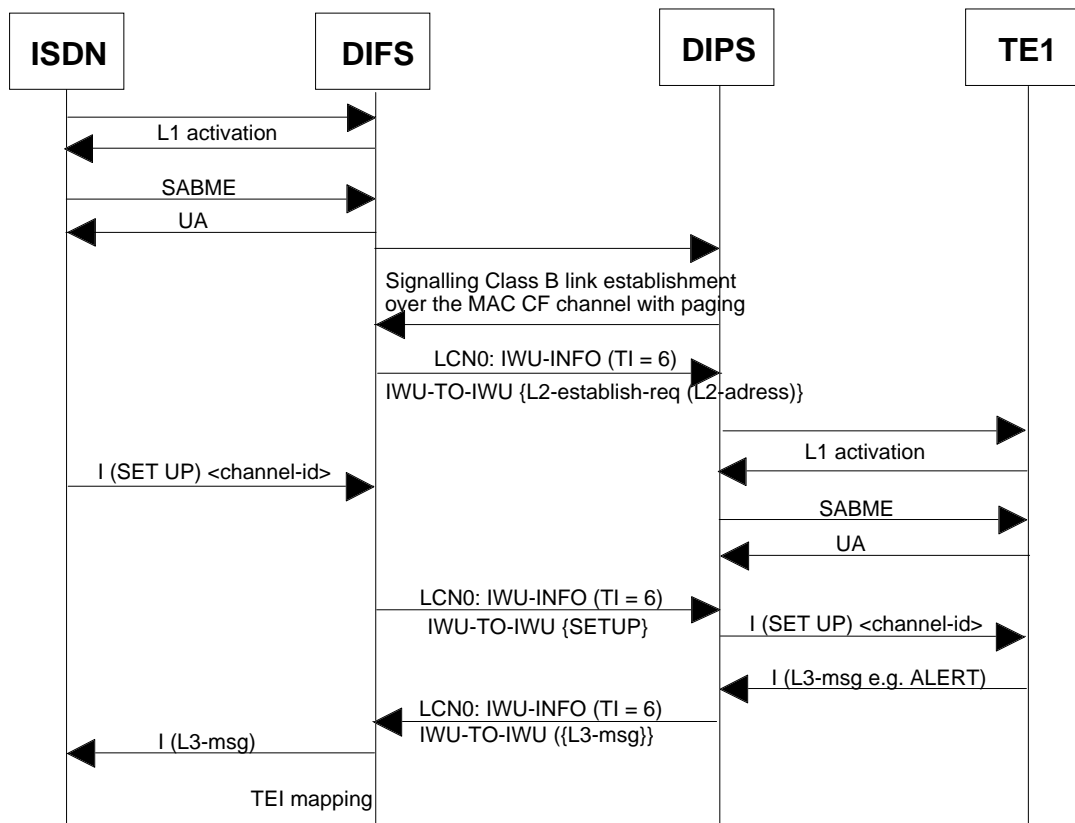 ISDN
DIFS
DIPS
TE1
L1 activation
SABME
UA
Signalling Class B link establishment
over the MAC CF channel with paging
LCN0: IWU-INFO (TI = 6)
IWU-TO-IWU {L2-establish-req (L2-adress)}
L1 activation
I (SET UP) <channel-id>
SABME
UA
LCN0: IWU-INFO (TI = 6)
IWU-TO-IWU {SETUP}
I (SET UP) <channel-id>
I (L3-msg e.g. ALERT)
LCN0: IWU-INFO (TI = 6)
IWU-TO-IWU ({L3-msg}}
I (L3-msg)
TEI mapping